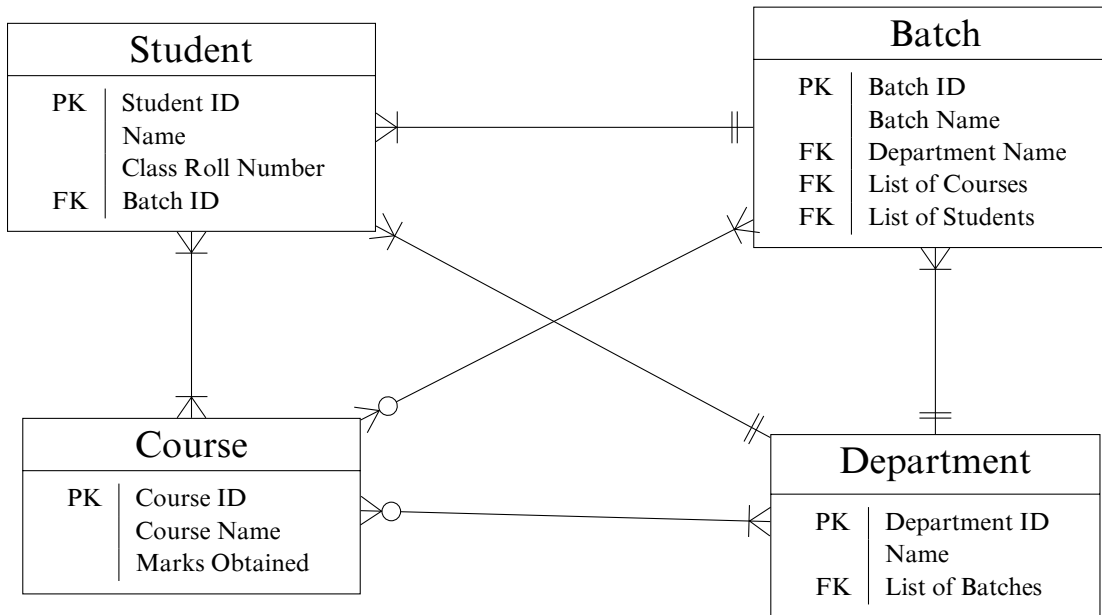 Student
PK Student ID
Name
Class Roll Number
FK Batch ID
Batch
PK Batch ID
Batch Name
FK Department Name
FK List of Courses
FK List of Students
Course
PK Course ID
Course Name
Marks Obtained
Department
PK Department ID
Name
FK List of Batches